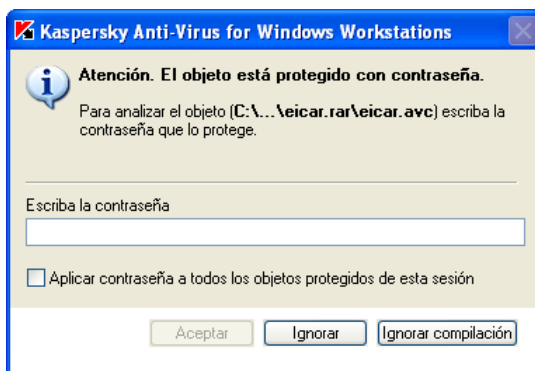 Kaspersky Anti-Virus for Windows Workstations
Atención. El objeto está protegido con contraseña.
Para analizar el objeto (C:\...\eicar.rar\eicar.avc) escriba la
contraseña que lo protege.
Escriba la contraseña
Aplicar contraseña a todos los objetos protegidos de esta sesión
Aceptar Ignorar Ignorar compilación